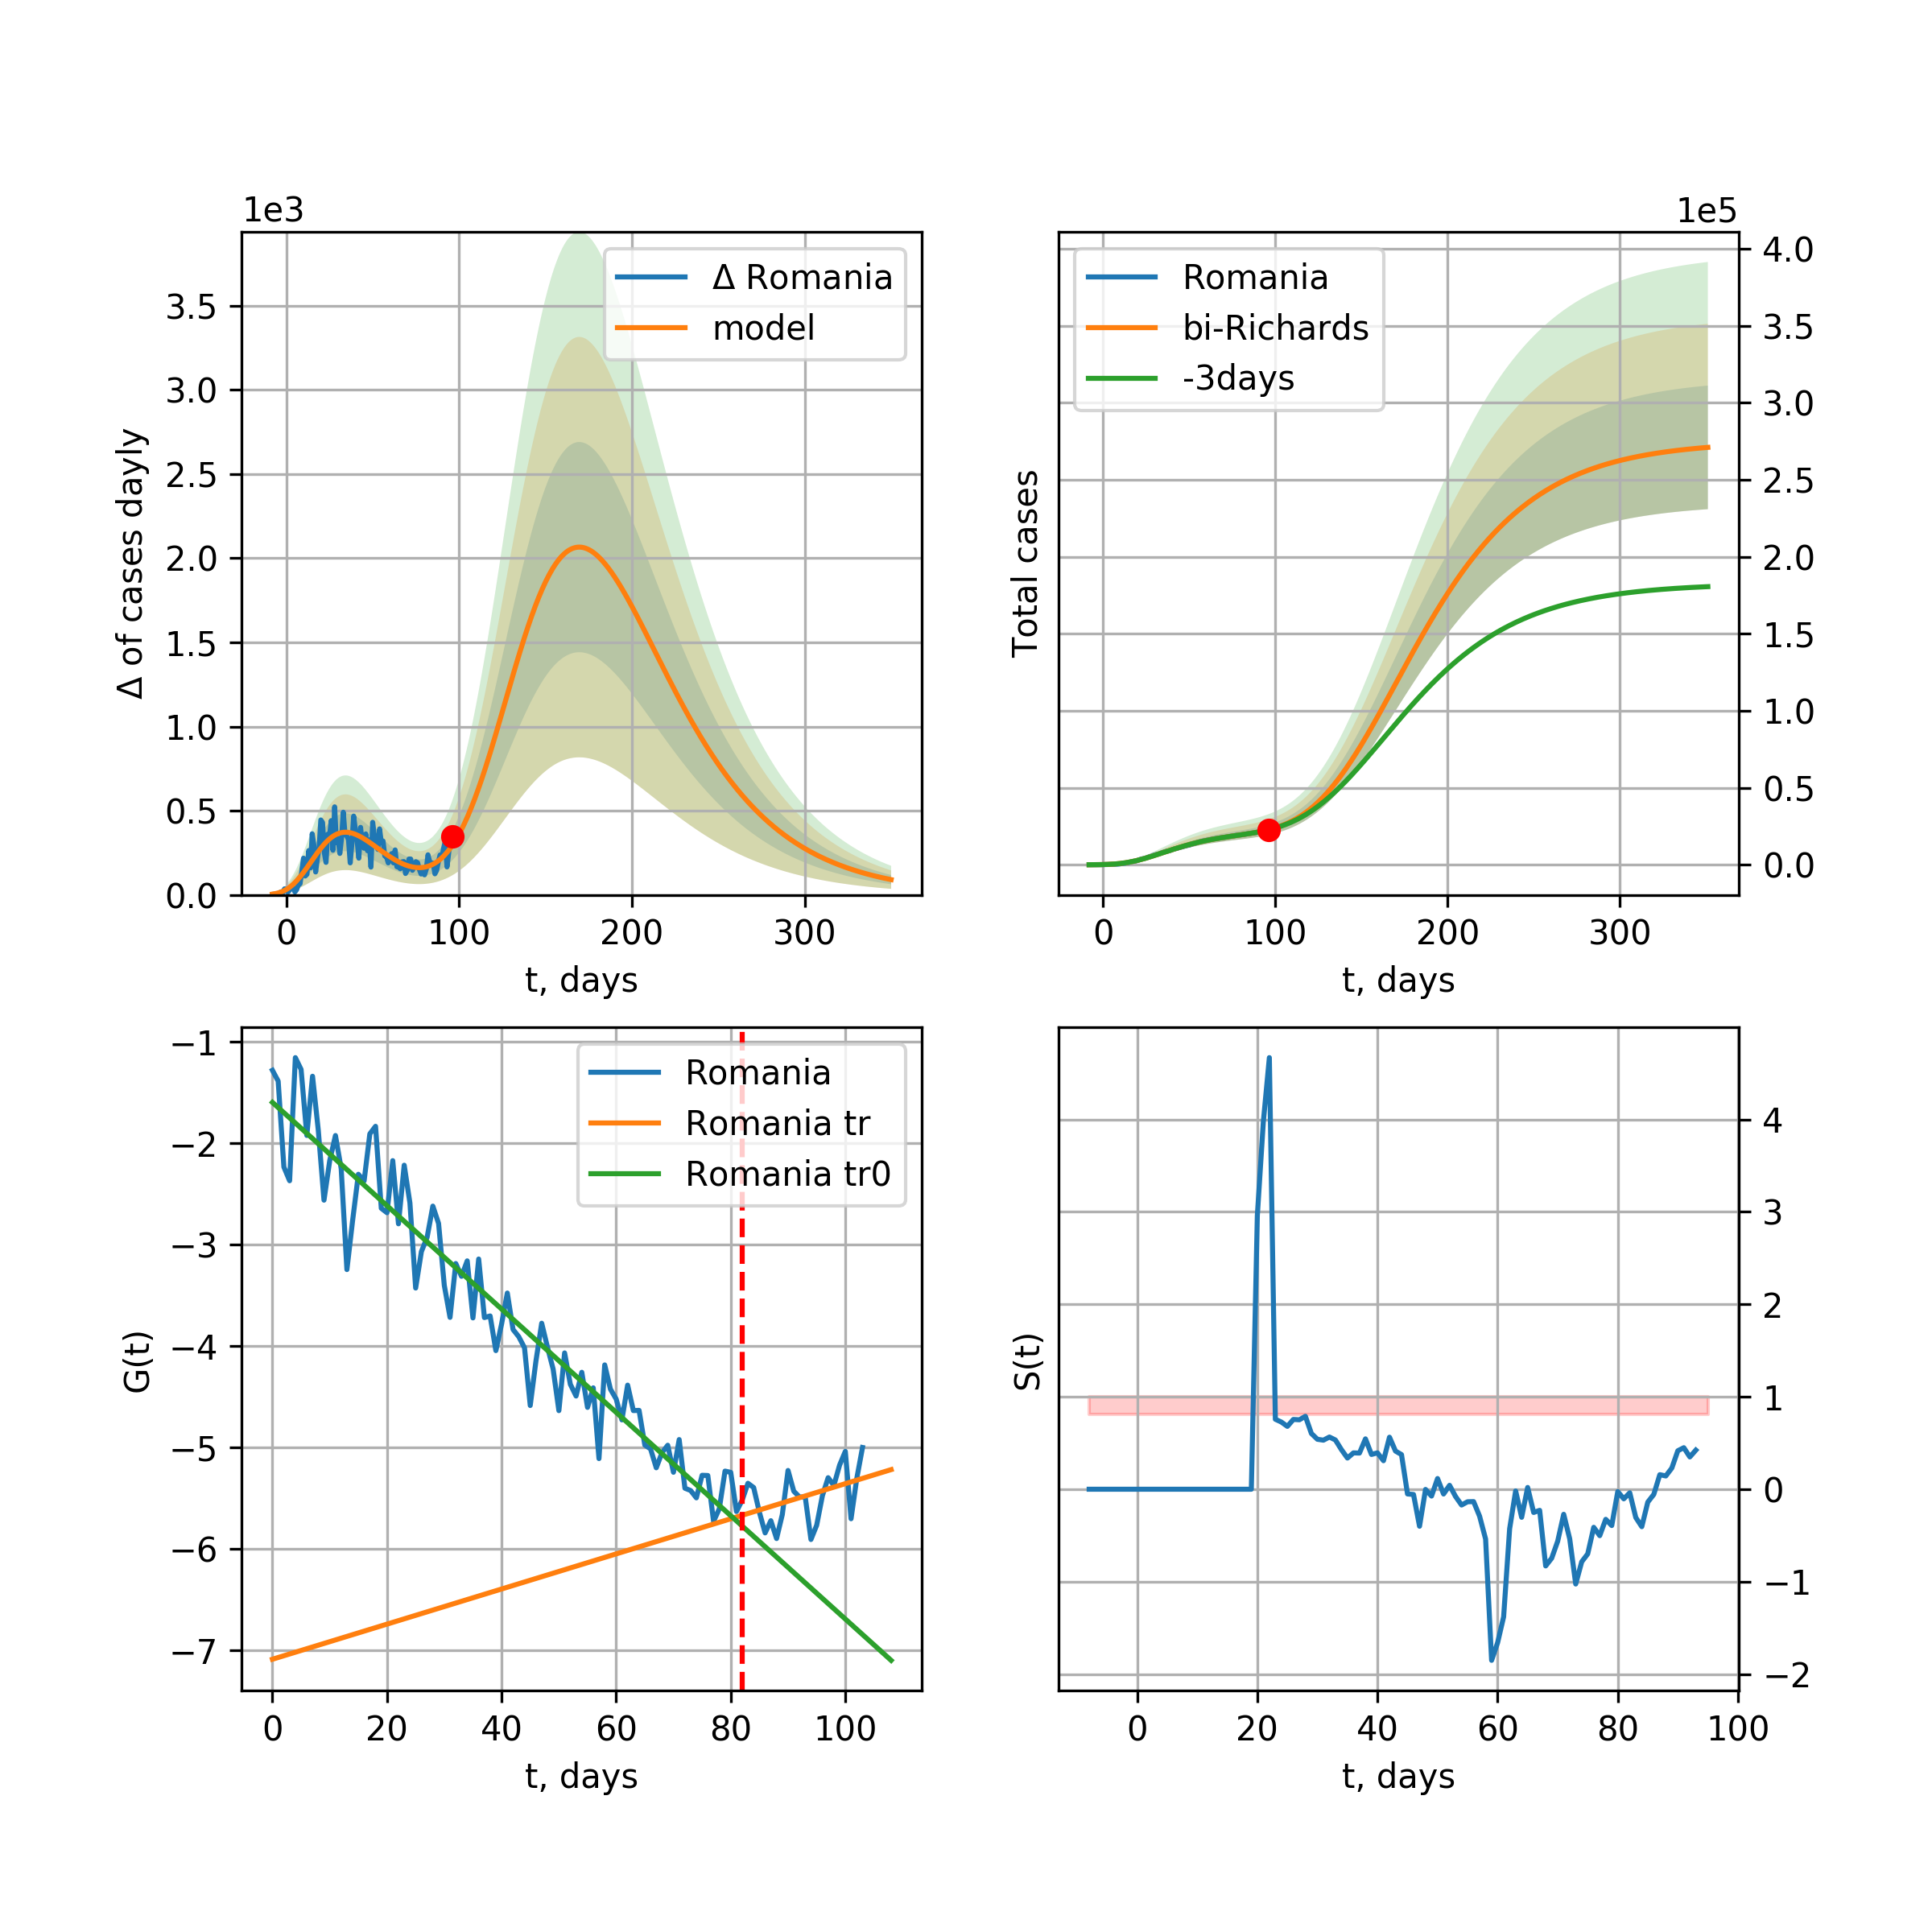 1e3
Δ Romania
model
3.5
3.0
2.5
2.0
1.5
1.0
0.5
0.0
Δ of cases dayly
0 100 200 300
t, days
1e5
Romania
bi-Richards
-3days
4.0
3.5
3.0
2.5
2.0
1.5
1.0
0.5
0.0
Total cases
0 100 200 300
t, days
Romania
Romania tr
Romania tr0
−1
−2
−3
−4
−5
−6
−7
G(t)
0 20 40 60 80 100
t, days
4
3
2
1
0
−1
−2
S(t)
0 20 40 60 80 100
t, days